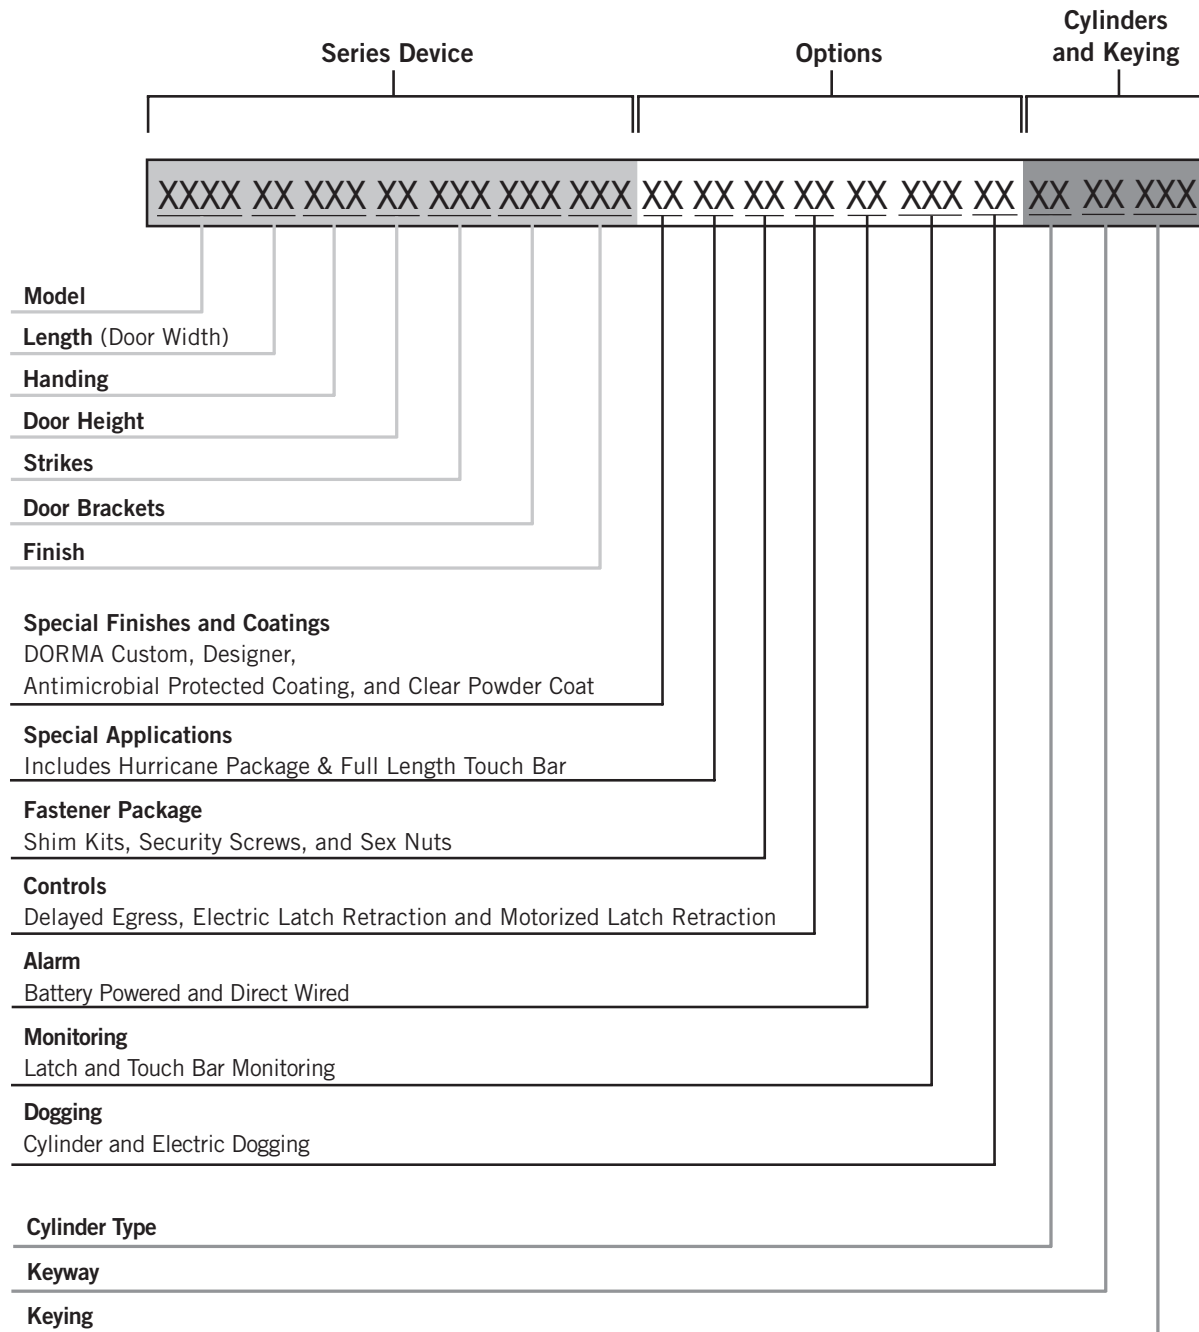 Series Device
Options
Cylinders
and Keying
XXXX XX XXX XX XXX XXX XXX XX XX XX XX XX XXX XX XX XX XXX
Model
Length (Door Width)
Handing
Door Height
Strikes
Door Brackets
Finish
Special Finishes and Coatings
DORMA Custom, Designer,
Antimicrobial Protected Coating, and Clear Powder Coat
Special Applications
Includes Hurricane Package & Full Length Touch Bar
Fastener Package
Shim Kits, Security Screws, and Sex Nuts
Controls
Delayed Egress, Electric Latch Retraction and Motorized Latch Retraction
Alarm
Battery Powered and Direct Wired
Monitoring
Latch and Touch Bar Monitoring
Dogging
Cylinder and Electric Dogging
Cylinder Type
Keyway
Keying